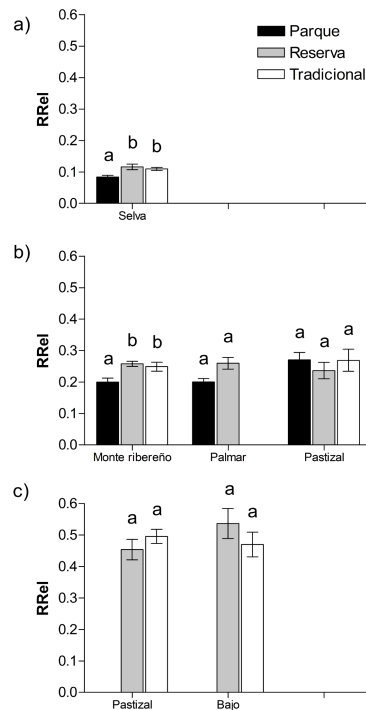 a)
0.6
0.5
0.4
0.3
0.2
0.1
0.0
RRel
Parque
Reserva
Tradicional
a b b
Selva
b)
0.6
0.5
0.4
0.3
0.2
0.1
0.0
RRel
a b b a a a a a
Monte ribereño Palmar Pastizal
c)
0.6
0.5
0.4
0.3
0.2
0.1
0.0
RRel
a a a a
Pastizal Bajo